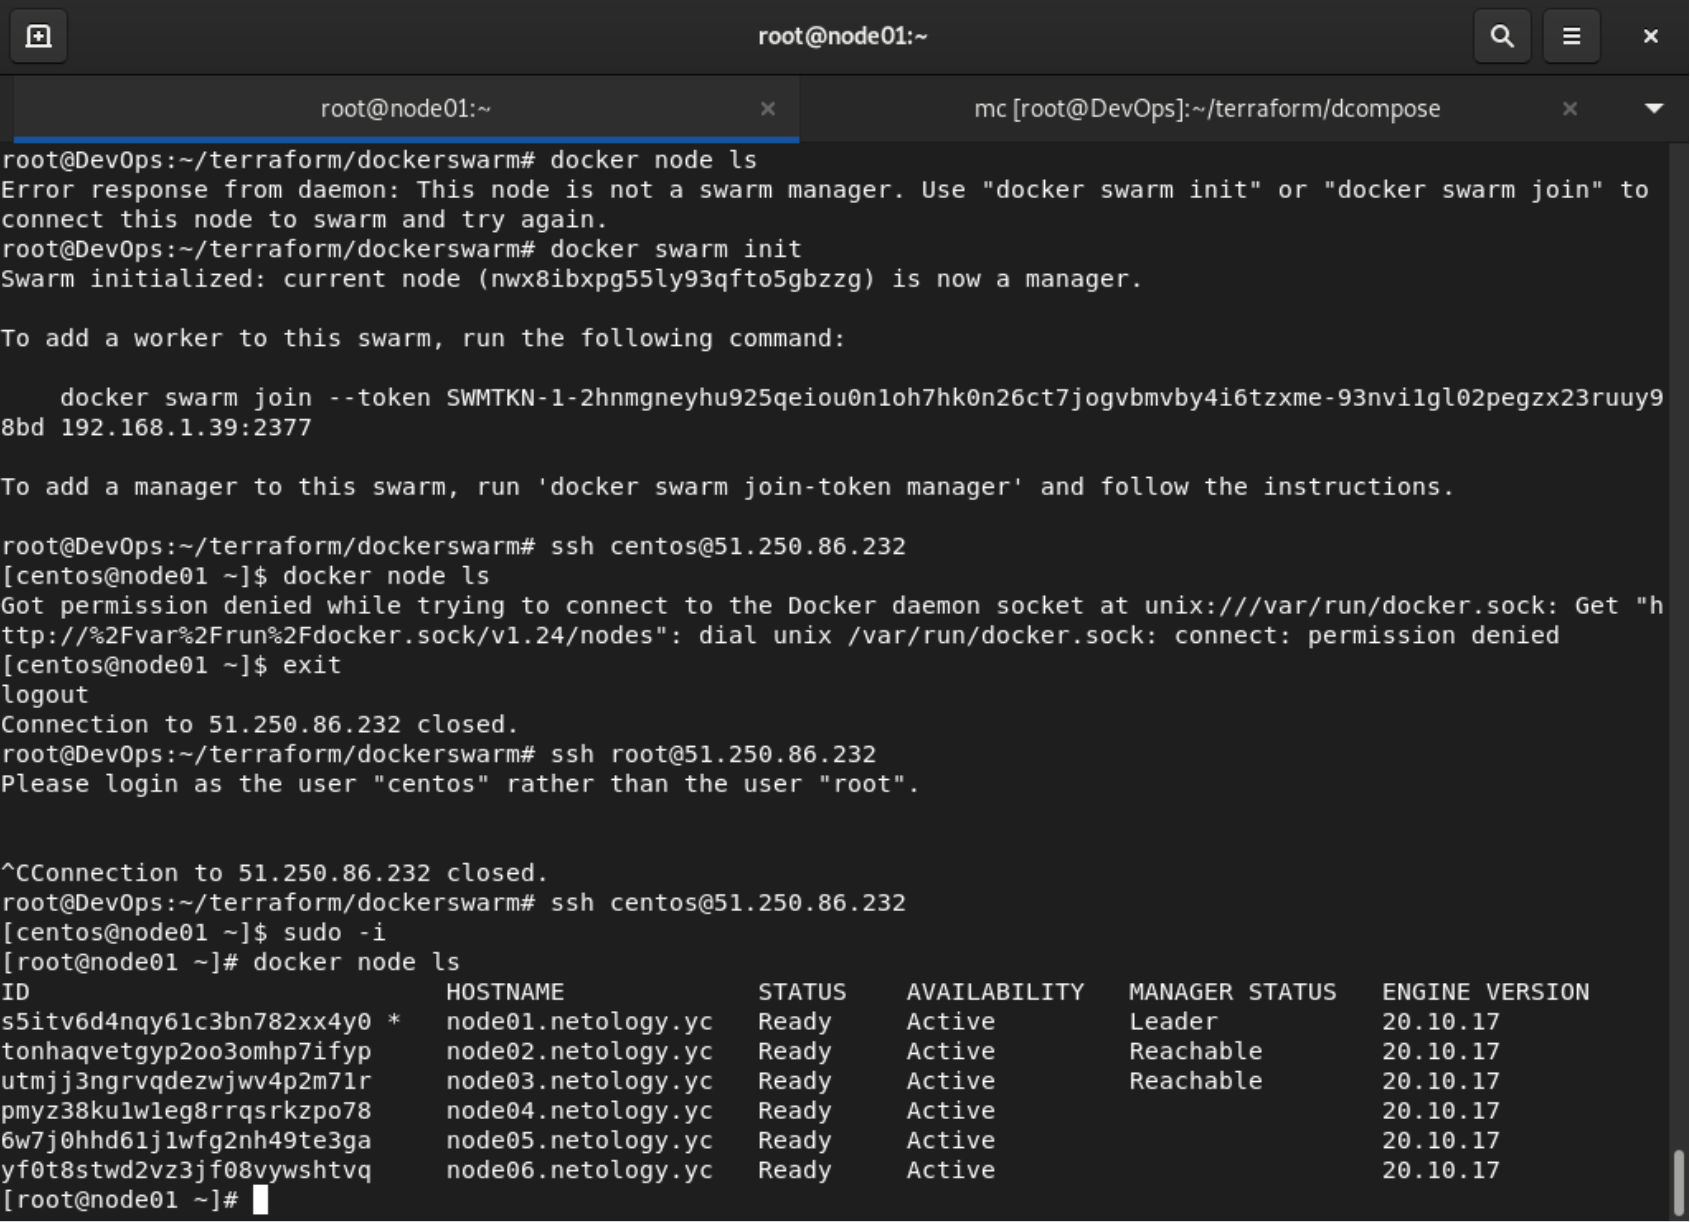 root@node01:~
root@node01:~ × mc [root@DevOps]:~/terraform/dcompose ×
root@DevOps:~/terraform/dockerswarm# docker node ls
Error response from daemon: This node is not a swarm manager. Use "docker swarm init" or "docker swarm join" to
connect this node to swarm and try again.
root@DevOps:~/terraform/dockerswarm# docker swarm init
Swarm initialized: current node (nwx8ibxpg55ly93qfto5gbzzg) is now a manager.
To add a worker to this swarm, run the following command:
docker swarm join --token SWMTKN-1-2hnmgneyhu925qeiou0n1oh7hk0n26ct7jogvbmvby4i6tzxme-93nvi1gl02pegzx23ruuy9
8bd 192.168.1.39:2377
To add a manager to this swarm, run 'docker swarm join-token manager' and follow the instructions.
root@DevOps:~/terraform/dockerswarm# ssh centos@51.250.86.232
[centos@node01 ~]$ docker node ls
Got permission denied while trying to connect to the Docker daemon socket at unix:///var/run/docker.sock: Get "h
ttp://%2Fvar%2Frun%2Fdocker.sock/v1.24/nodes": dial unix /var/run/docker.sock: connect: permission denied
[centos@node01 ~]$ exit
logout
Connection to 51.250.86.232 closed.
root@DevOps:~/terraform/dockerswarm# ssh root@51.250.86.232
Please login as the user "centos" rather than the user "root".
^CConnection to 51.250.86.232 closed.
root@DevOps:~/terraform/dockerswarm# ssh centos@51.250.86.232
[centos@node01 ~]$ sudo -i
[root@node01 ~]# docker node ls
ID HOSTNAME STATUS AVAILABILITY MANAGER STATUS ENGINE VERSION
s5itv6d4nqy61c3bn782xx4y0 * node01.netology.yc Ready Active Leader 20.10.17
tonhaqvetgyp2oo3omhp7ifyp node02.netology.yc Ready Active Reachable 20.10.17
utmjj3ngrvqdezwjwv4p2m71r node03.netology.yc Ready Active Reachable 20.10.17
pmyz38ku1w1eg8rrqsrkzpo78 node04.netology.yc Ready Active 20.10.17
6w7j0hhd61j1wfg2nh49te3ga node05.netology.yc Ready Active 20.10.17
yf0t8stwd2vz3jf08vywshtvq node06.netology.yc Ready Active 20.10.17
[root@node01 ~]#